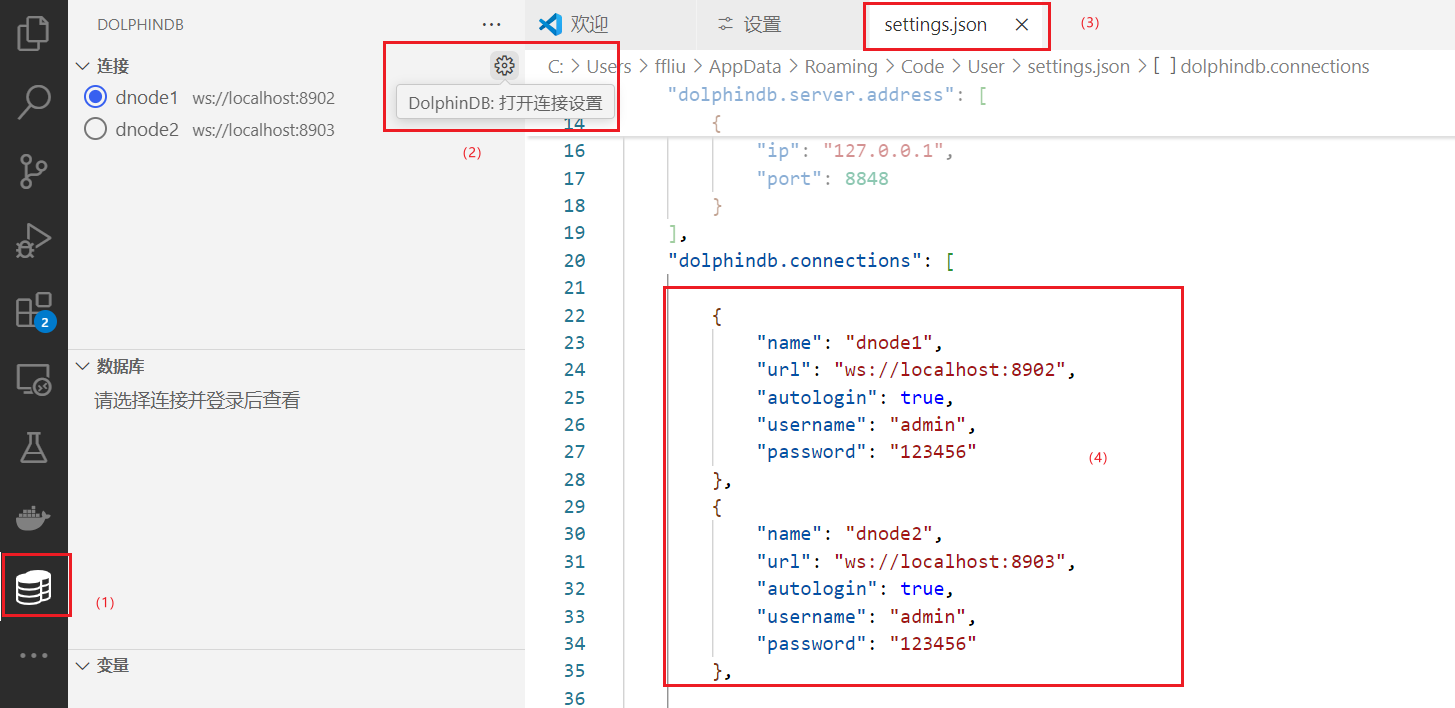 DOLPHINDB
连接
dnode1 ws://localhost:8902
dnode2 ws://localhost:8903
DolphinDB: 打开连接设置
(2)
数据库
请选择连接并登录后查看
2
(1)
变量
欢迎
设置
settings.json
(3)
C: > Users > ffliu > AppData > Roaming > Code > User > settings.json > [ ] dolphindb.connections
"dolphindb.server.address": [
14 {
16 "ip": "127.0.0.1",
17 "port": 8848
18 }
19 ],
20 "dolphindb.connections": [
21
22 {
23 "name": "dnode1",
24 "url": "ws://localhost:8902",
25 "autologin": true,
26 "username": "admin",
27 "password": "123456"
(4)
28 },
29 {
30 "name": "dnode2",
31 "url": "ws://localhost:8903",
32 "autologin": true,
33 "username": "admin",
34 "password": "123456"
35 },
36